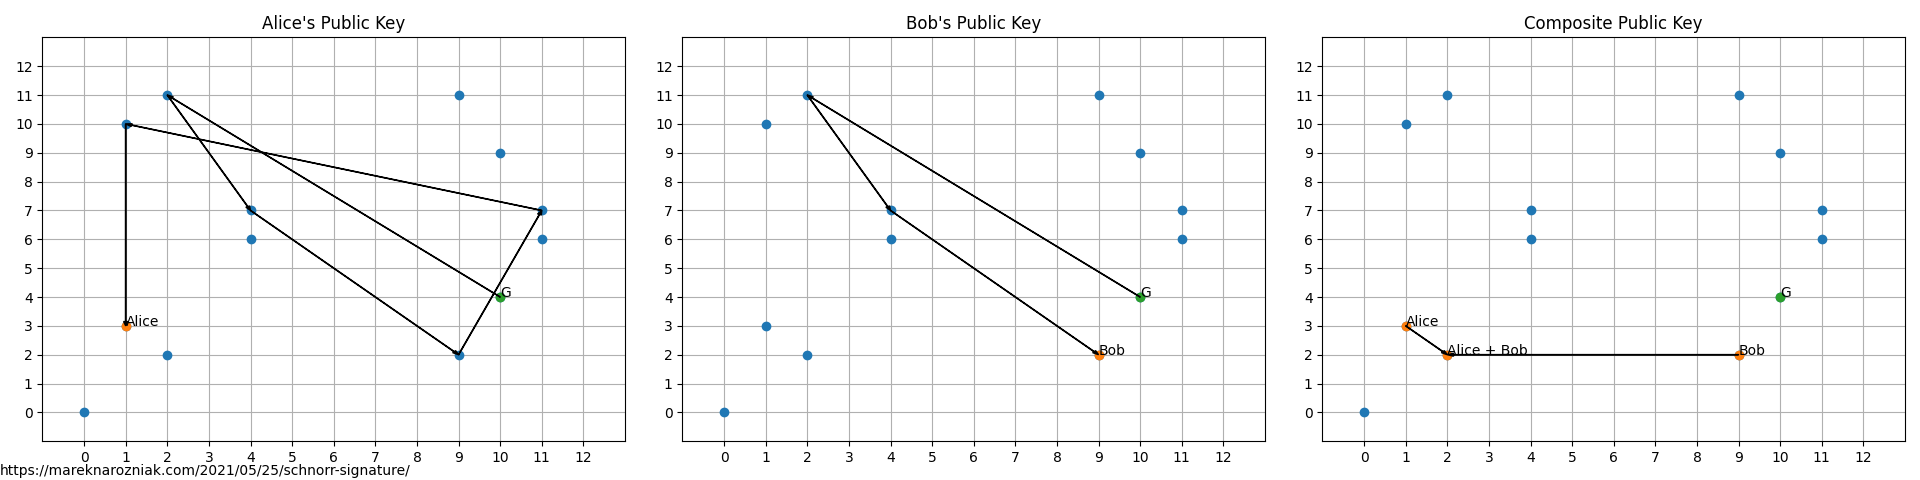 Alice's Public Key
12
11
10
9
8
7
6
5
4
3
2
1
0
G
Alice
0 1 2 3 4 5 6 7 8 9 10 11 12
Bob's Public Key
12
11
10
9
8
7
6
5
4
3
2
1
0
G
Bob
0 1 2 3 4 5 6 7 8 9 10 11 12
Composite Public Key
12
11
10
9
8
7
6
5
4
3
2
1
0
G
Alice
Alice + Bob
Bob
0 1 2 3 4 5 6 7 8 9 10 11 12
https://mareknarozniak.com/2021/05/25/schnorr-signature/